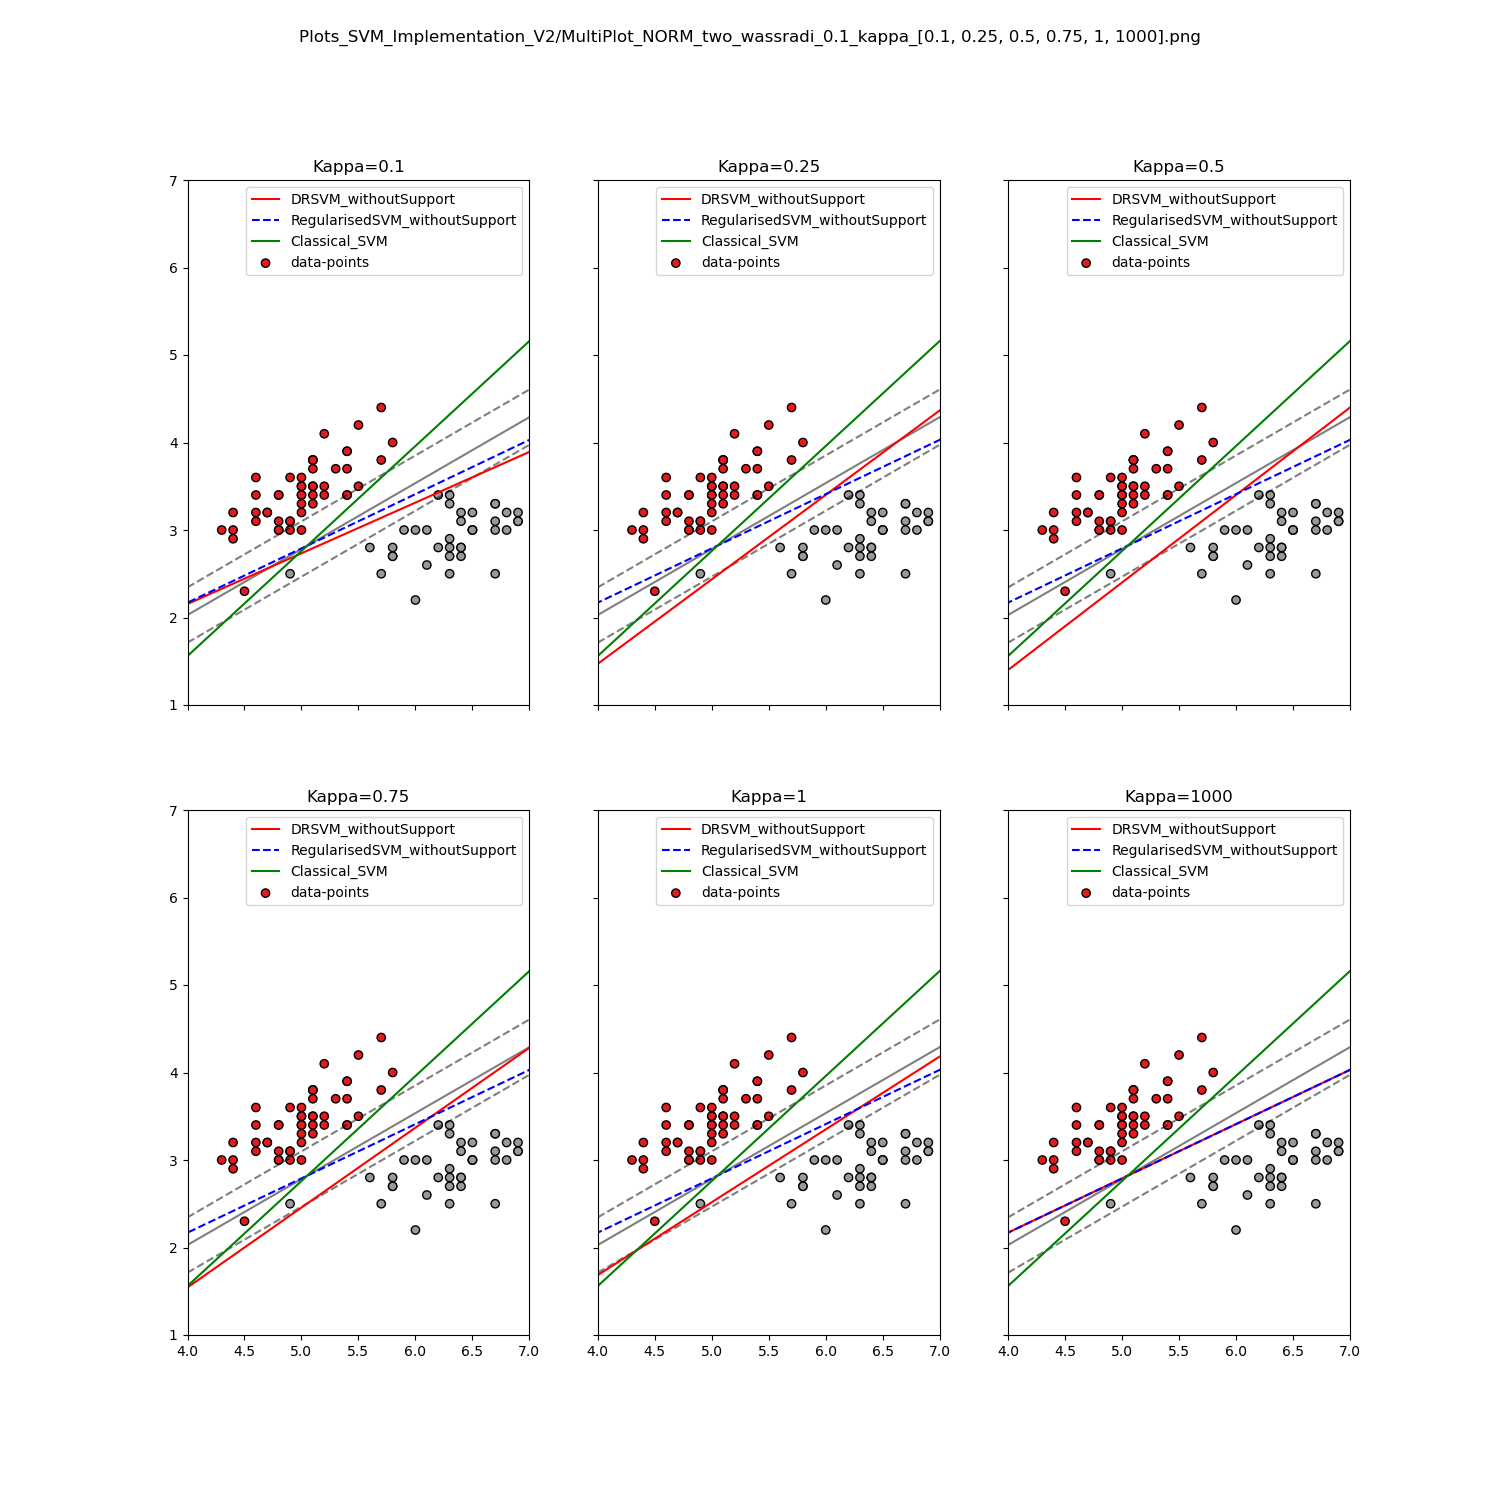 Plots_SVM_Implementation_V2/MultiPlot_NORM_two_wassradi_0.1_kappa_[0.1, 0.25, 0.5, 0.75, 1, 1000].png
Kappa=0.1
7
6
5
4
3
2
1
DRSVM_withoutSupport
RegularisedSVM_withoutSupport
Classical_SVM
data-points
Kappa=0.25
DRSVM_withoutSupport
RegularisedSVM_withoutSupport
Classical_SVM
data-points
Kappa=0.5
DRSVM_withoutSupport
RegularisedSVM_withoutSupport
Classical_SVM
data-points
Kappa=0.75
7
6
5
4
3
2
1
DRSVM_withoutSupport
RegularisedSVM_withoutSupport
Classical_SVM
data-points
4.0 4.5 5.0 5.5 6.0 6.5 7.0
Kappa=1
DRSVM_withoutSupport
RegularisedSVM_withoutSupport
Classical_SVM
data-points
4.0 4.5 5.0 5.5 6.0 6.5 7.0
Kappa=1000
DRSVM_withoutSupport
RegularisedSVM_withoutSupport
Classical_SVM
data-points
4.0 4.5 5.0 5.5 6.0 6.5 7.0